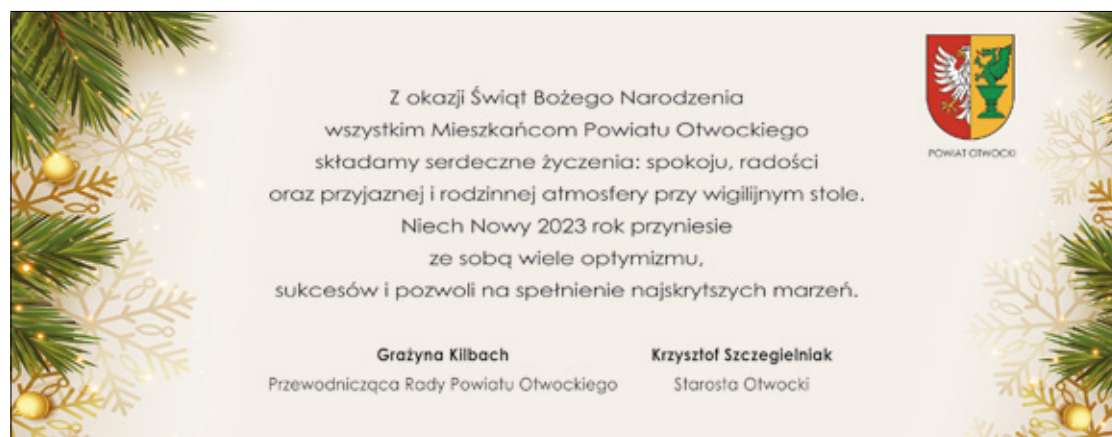 Z okazji Świąt Bożego Narodzenia
wszystkim Mieszkańcom Powiatu Otwockiego
składamy serdeczne życzenia: spokoju, radości
oraz przyjaznej i rodzinnej atmosfery przy wigilijnym stole.
Niech Nowy 2023 rok przyniesie
ze sobą wiele optymizmu,
sukcesów i pozwoli na spełnienie najskrytszych marzeń.
Grażyna Kilbach
Przewodnicząca Rady Powiatu Otwockiego
Krzysztof Szczegielniak
Starosta Otwocki
POWIAT OTWOCKI